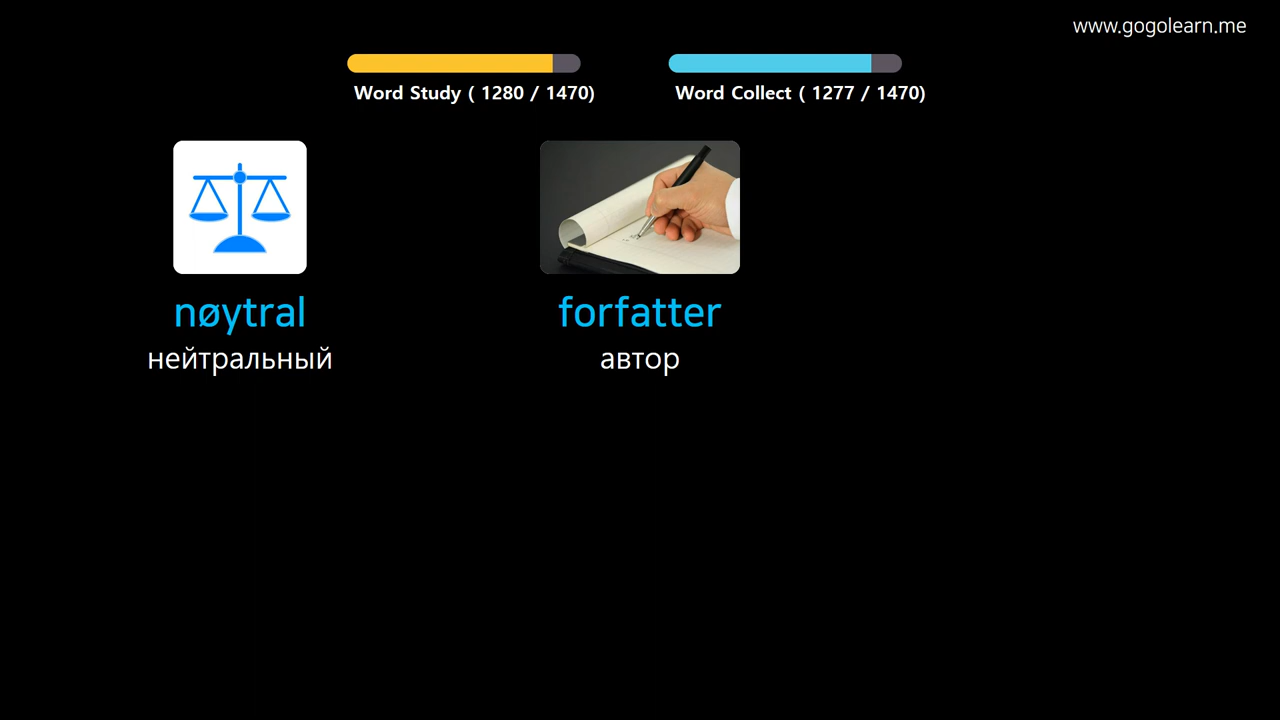 www.gogolearn.me
Word Study ( 1280 / 1470)
Word Collect ( 1277 / 1470)
nøytral
нейтральный
forfatter
автор